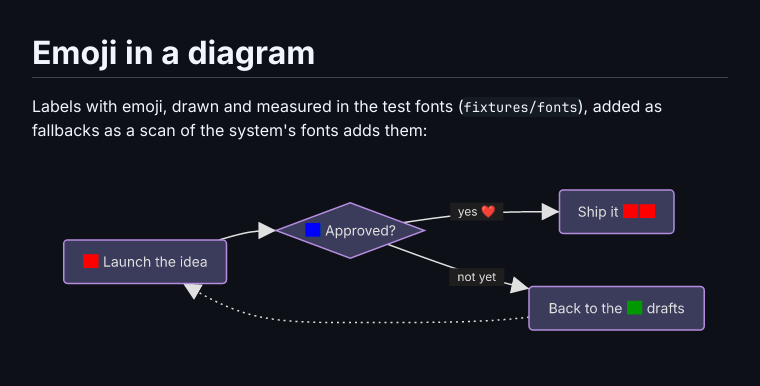 Emoji in a diagram
Labels with emoji, drawn and measured in the test fonts (fixtures/fonts), added as
fallbacks as a scan of the system's fonts adds them:
yes ❤️
Ship it 🟥🟥
🟦 Approved?
🟥 Launch the idea
not yet
Back to the 🟩 drafts